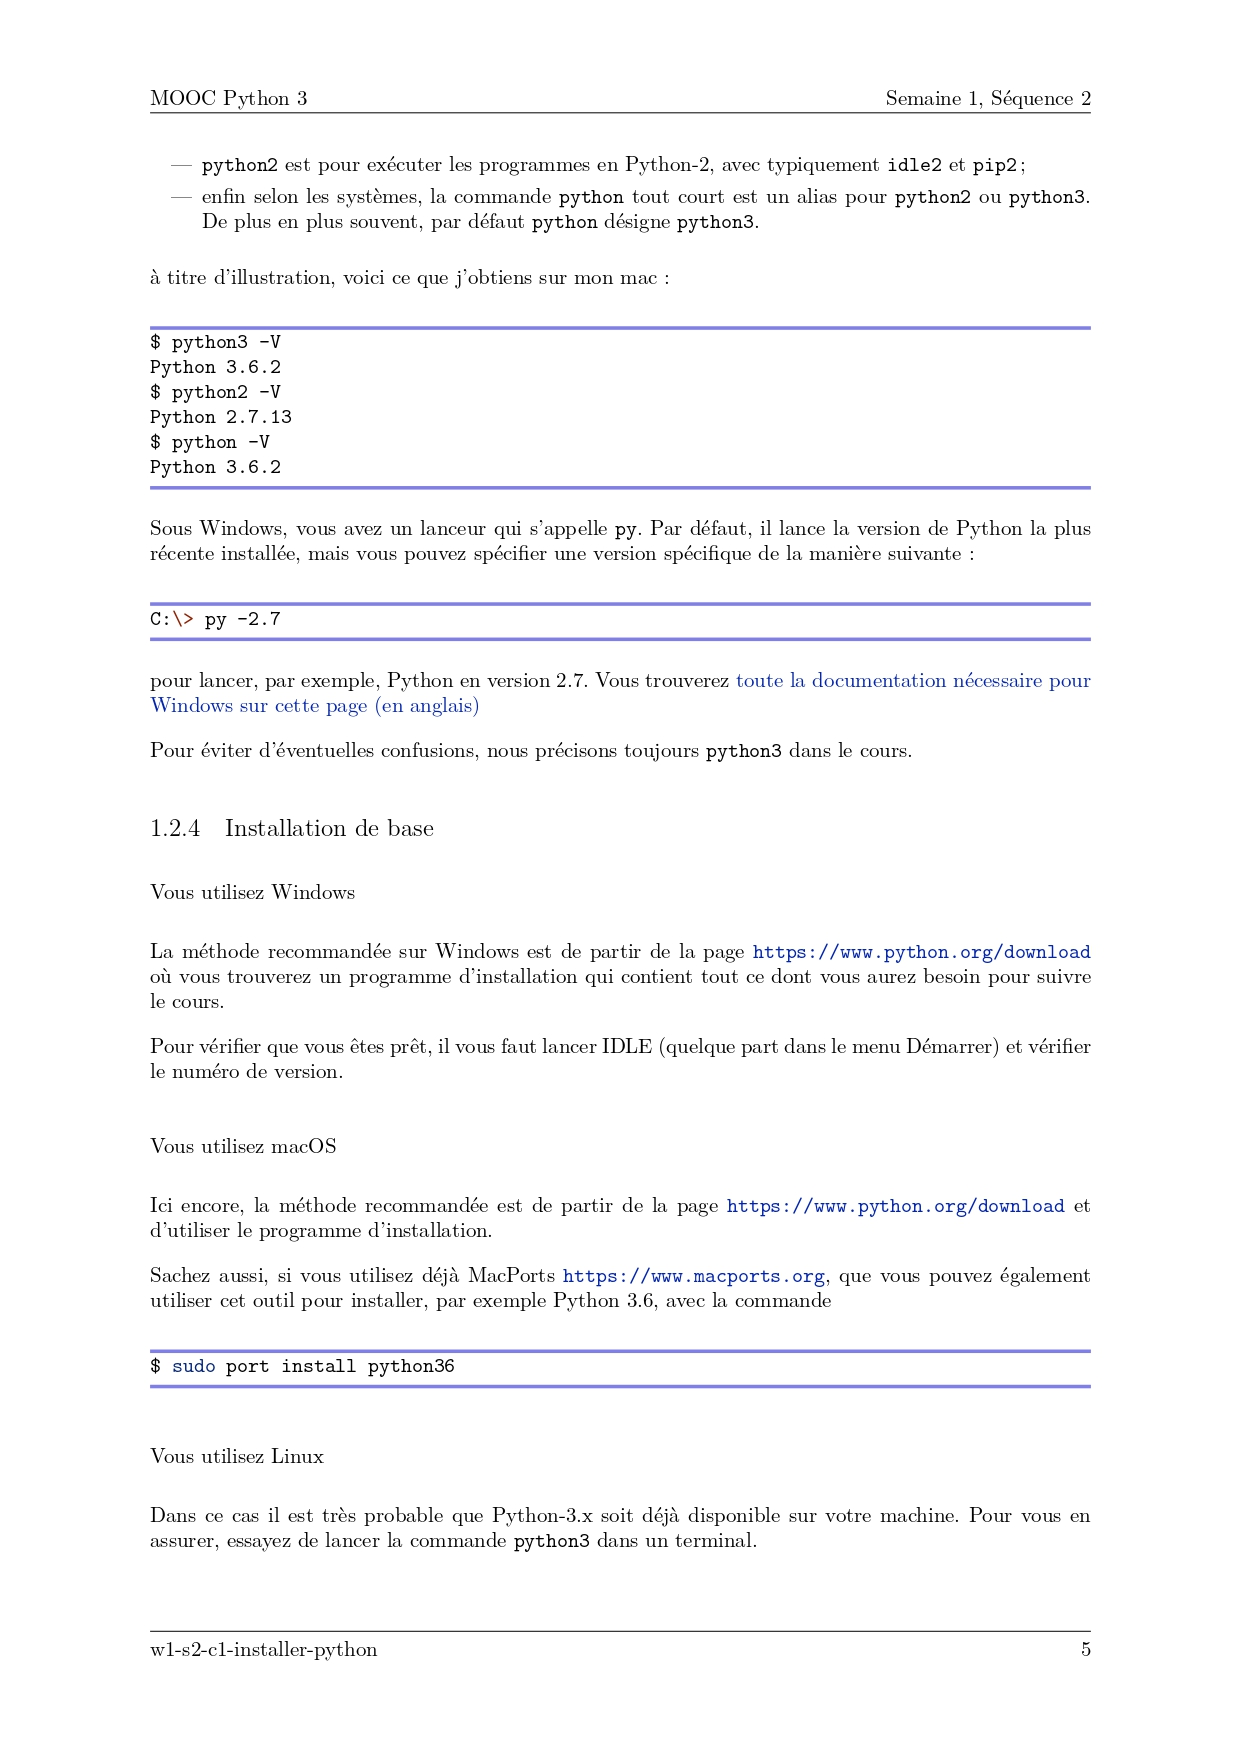 MOOC Python 3 Semaine 1, Séquence 2
— python2 est pour exécuter les programmes en Python-2, avec typiquement idle2 et pip2 ;
— enfin selon les systèmes, la commande python tout court est un alias pour python2 ou python3.
De plus en plus souvent, par défaut python désigne python3.
à titre d'illustration, voici ce que j'obtiens sur mon mac :
$ python3 -V
Python 3.6.2
$ python2 -V
Python 2.7.13
$ python -V
Python 3.6.2
Sous Windows, vous avez un lanceur qui s'appelle py. Par défaut, il lance la version de Python la plus
récente installée, mais vous pouvez spécifier une version spécifique de la manière suivante :
C:\> py -2.7
pour lancer, par exemple, Python en version 2.7. Vous trouverez toute la documentation nécessaire pour
Windows sur cette page (en anglais)
Pour éviter d'éventuelles confusions, nous précisons toujours python3 dans le cours.
1.2.4 Installation de base
Vous utilisez Windows
La méthode recommandée sur Windows est de partir de la page https://www.python.org/download
où vous trouverez un programme d'installation qui contient tout ce dont vous aurez besoin pour suivre
le cours.
Pour vérifier que vous êtes prêt, il vous faut lancer IDLE (quelque part dans le menu Démarrer) et vérifier
le numéro de version.
Vous utilisez macOS
Ici encore, la méthode recommandée est de partir de la page https://www.python.org/download et
d'utiliser le programme d'installation.
Sachez aussi, si vous utilisez déjà MacPorts https://www.macports.org, que vous pouvez également
utiliser cet outil pour installer, par exemple Python 3.6, avec la commande
$ sudo port install python36
Vous utilisez Linux
Dans ce cas il est très probable que Python-3.x soit déjà disponible sur votre machine. Pour vous en
assurer, essayez de lancer la commande python3 dans un terminal.
w1-s2-c1-installer-python 5